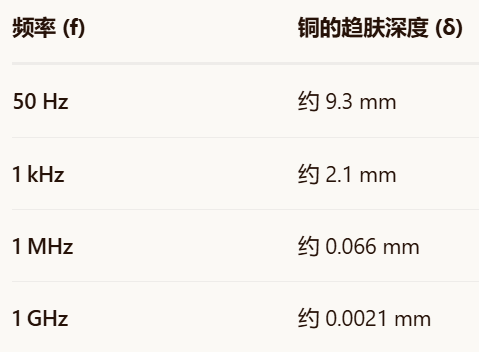 频率 (f) 铜的趋肤深度 (δ)
50 Hz 约 9.3 mm
1 kHz 约 2.1 mm
1 MHz 约 0.066 mm
1 GHz 约 0.0021 mm